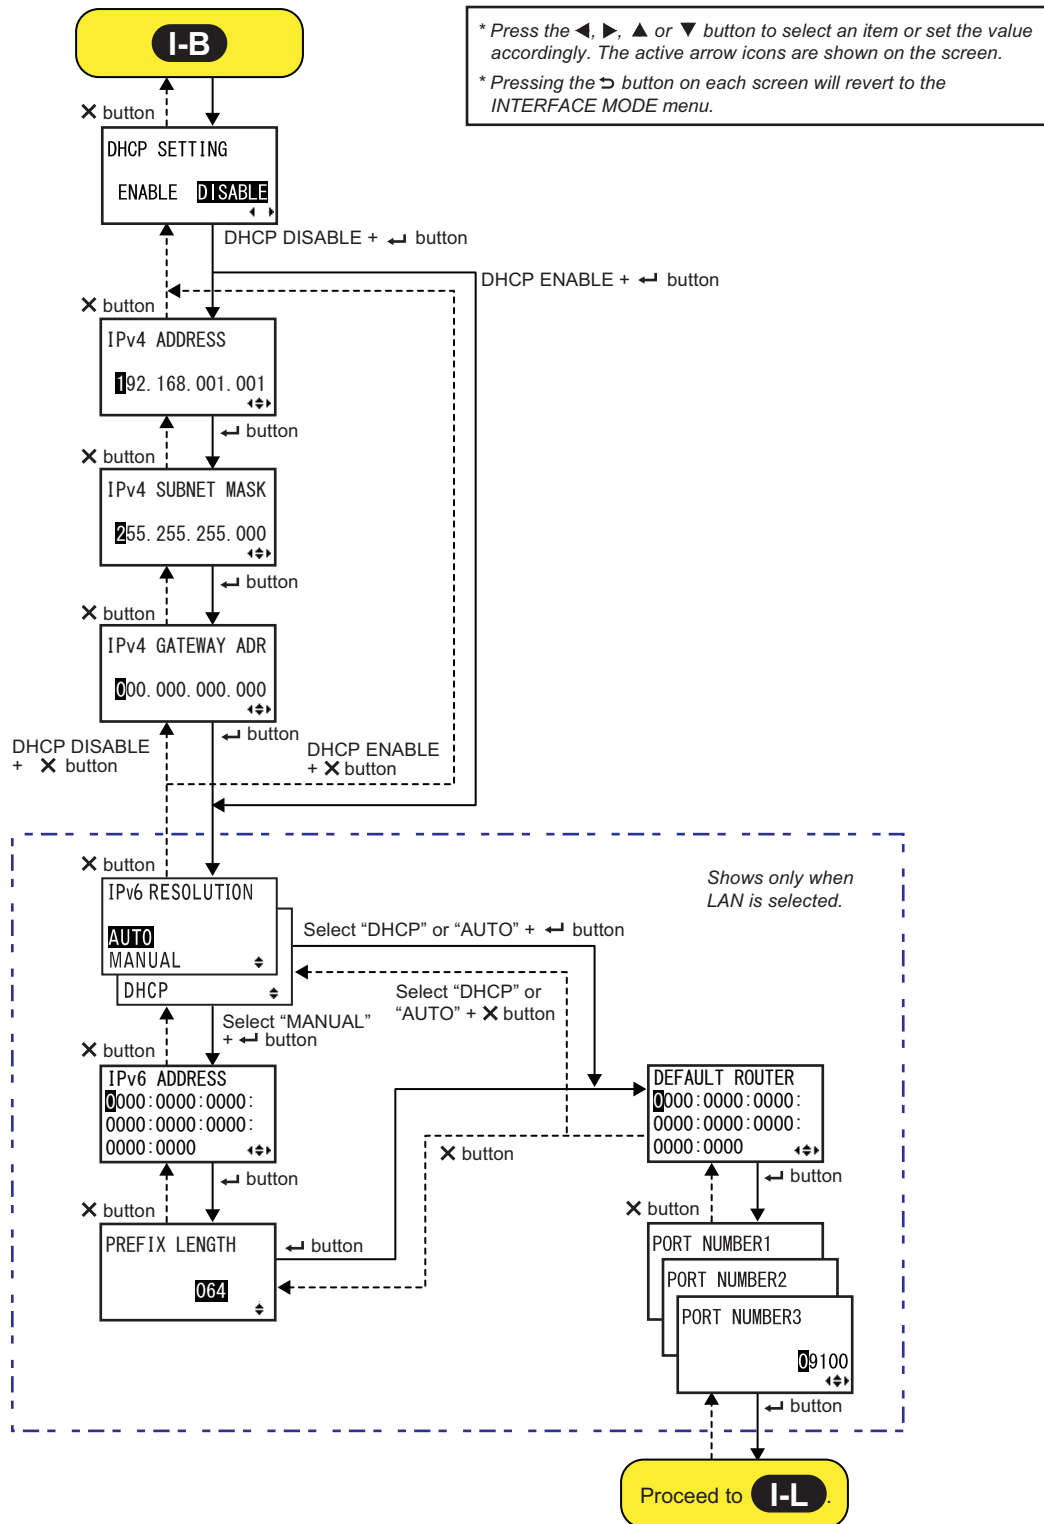 I-B
* Press the ◀, ▶, ▲ or ▼ button to select an item or set the value
accordingly. The active arrow icons are shown on the screen.
* Pressing the ⮌ button on each screen will revert to the
INTERFACE MODE menu.
✕ button
DHCP SETTING
ENABLE DISABLE
DHCP DISABLE + ↵ button
DHCP ENABLE + ↵ button
✕ button
IPv4 ADDRESS
192.168.001.001
↵ button
✕ button
IPv4 SUBNET MASK
255.255.255.000
↵ button
✕ button
IPv4 GATEWAY ADR
000.000.000.000
↵ button
DHCP DISABLE
+ ✕ button
DHCP ENABLE
+ ✕ button
✕ button
IPv6 RESOLUTION
AUTO
MANUAL
DHCP
Shows only when
LAN is selected.
Select “DHCP” or “AUTO” + ↵ button
Select “DHCP” or
“AUTO” + ✕ button
Select “MANUAL”
+ ↵ button
✕ button
IPv6 ADDRESS
0000:0000:0000:
0000:0000:0000:
0000:0000
DEFAULT ROUTER
0000:0000:0000:
0000:0000:0000:
0000:0000
✕ button
↵ button
↵ button
✕ button
✕ button
PREFIX LENGTH
064
↵ button
PORT NUMBER1
PORT NUMBER2
PORT NUMBER3
09100
↵ button
Proceed to I-L.